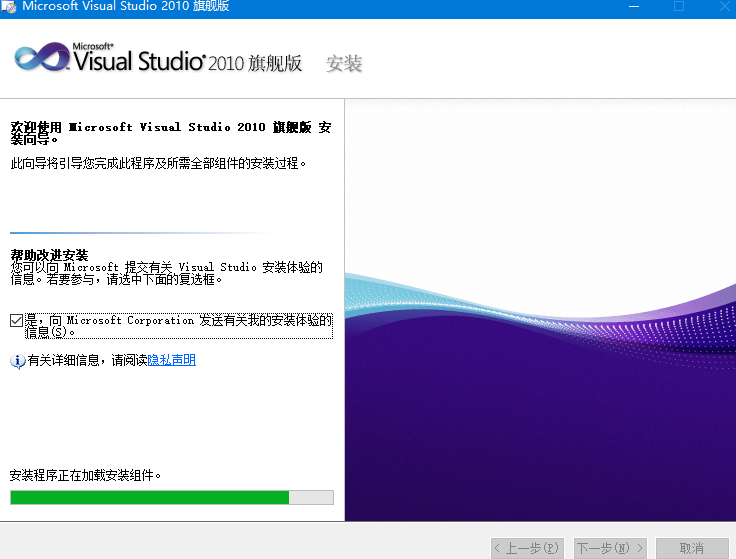 Microsoft Visual Studio 2010 旗舰版
Microsoft®
Visual Studio® 2010 旗舰版 安装
欢迎使用 Microsoft Visual Studio 2010 旗舰版 安
装向导。
此向导将引导您完成此程序及所需全部组件的安装过程。
帮助改进安装
您可以向 Microsoft 提交有关 Visual Studio 安装体验的
信息。若要参与，请选中下面的复选框。
是，向 Microsoft Corporation 发送有关我的安装体验的
信息(S)。
有关详细信息，请阅读隐私声明
安装程序正在加载安装组件。
< 上一步(P) 下一步(N) > 取消